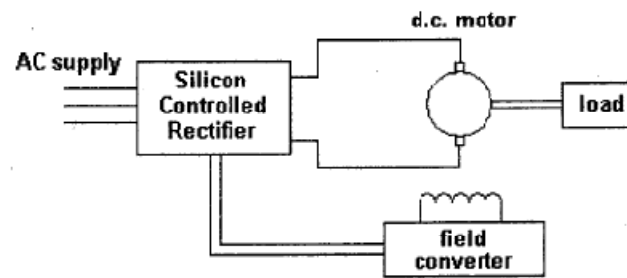 d.c. motor
AC supply
Silicon
Controlled
Rectifier
load
field
converter